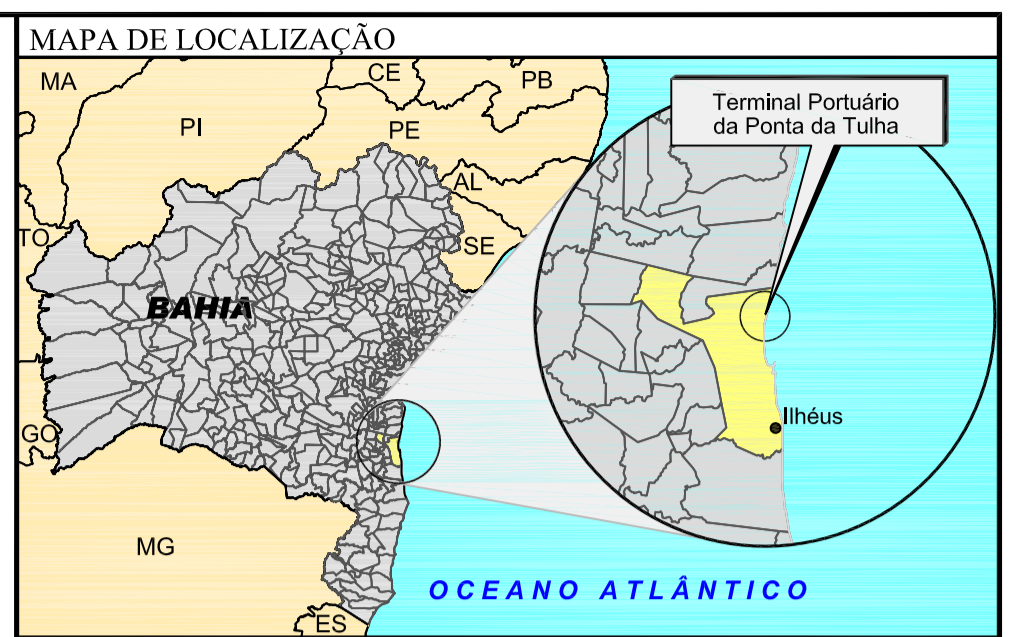 MAPA DE LOCALIZAÇÃO
MA
CE
PB
PI
PE
Terminal Portuário
da Ponta da Tulha
AL
TO
SE
BAHIA
Ilhéus
GO
MG
OCEANO ATLÂNTICO
ES